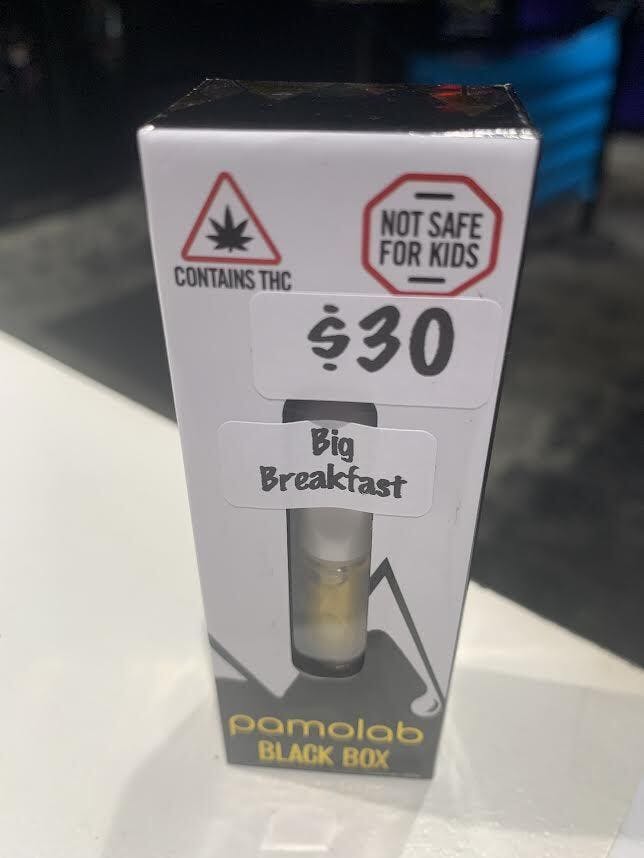 CONTAINS THC
NOT SAFE
FOR KIDS
$30
Big
Breakfast
pamolab
BLACK BOX